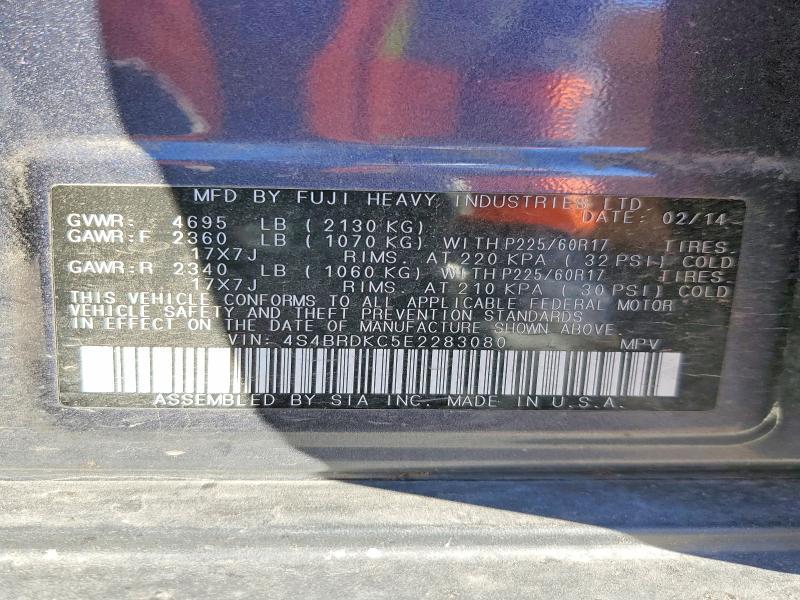 MFD BY FUJI HEAVY INDUSTRIES LTD
GVWR: 4695 LB ( 2130 KG) DATE: 02/14
GAWR:F 2360 LB ( 1070 KG) WITH P225/60R17 TIRES
17X7J RIMS. AT 220 KPA ( 32 PSI) COLD
GAWR:R 2340 LB ( 1060 KG) WITH P225/60R17 TIRES
17X7J RIMS. AT 210 KPA ( 30 PSI) COLD
THIS VEHICLE CONFORMS TO ALL APPLICABLE FEDERAL MOTOR
VEHICLE SAFETY AND THEFT PREVENTION STANDARDS
IN EFFECT ON THE DATE OF MANUFACTURE SHOWN ABOVE.
VIN: 4S4BRDKC5E2283080 MPV
ASSEMBLED BY SIA INC. MADE IN U.S.A.